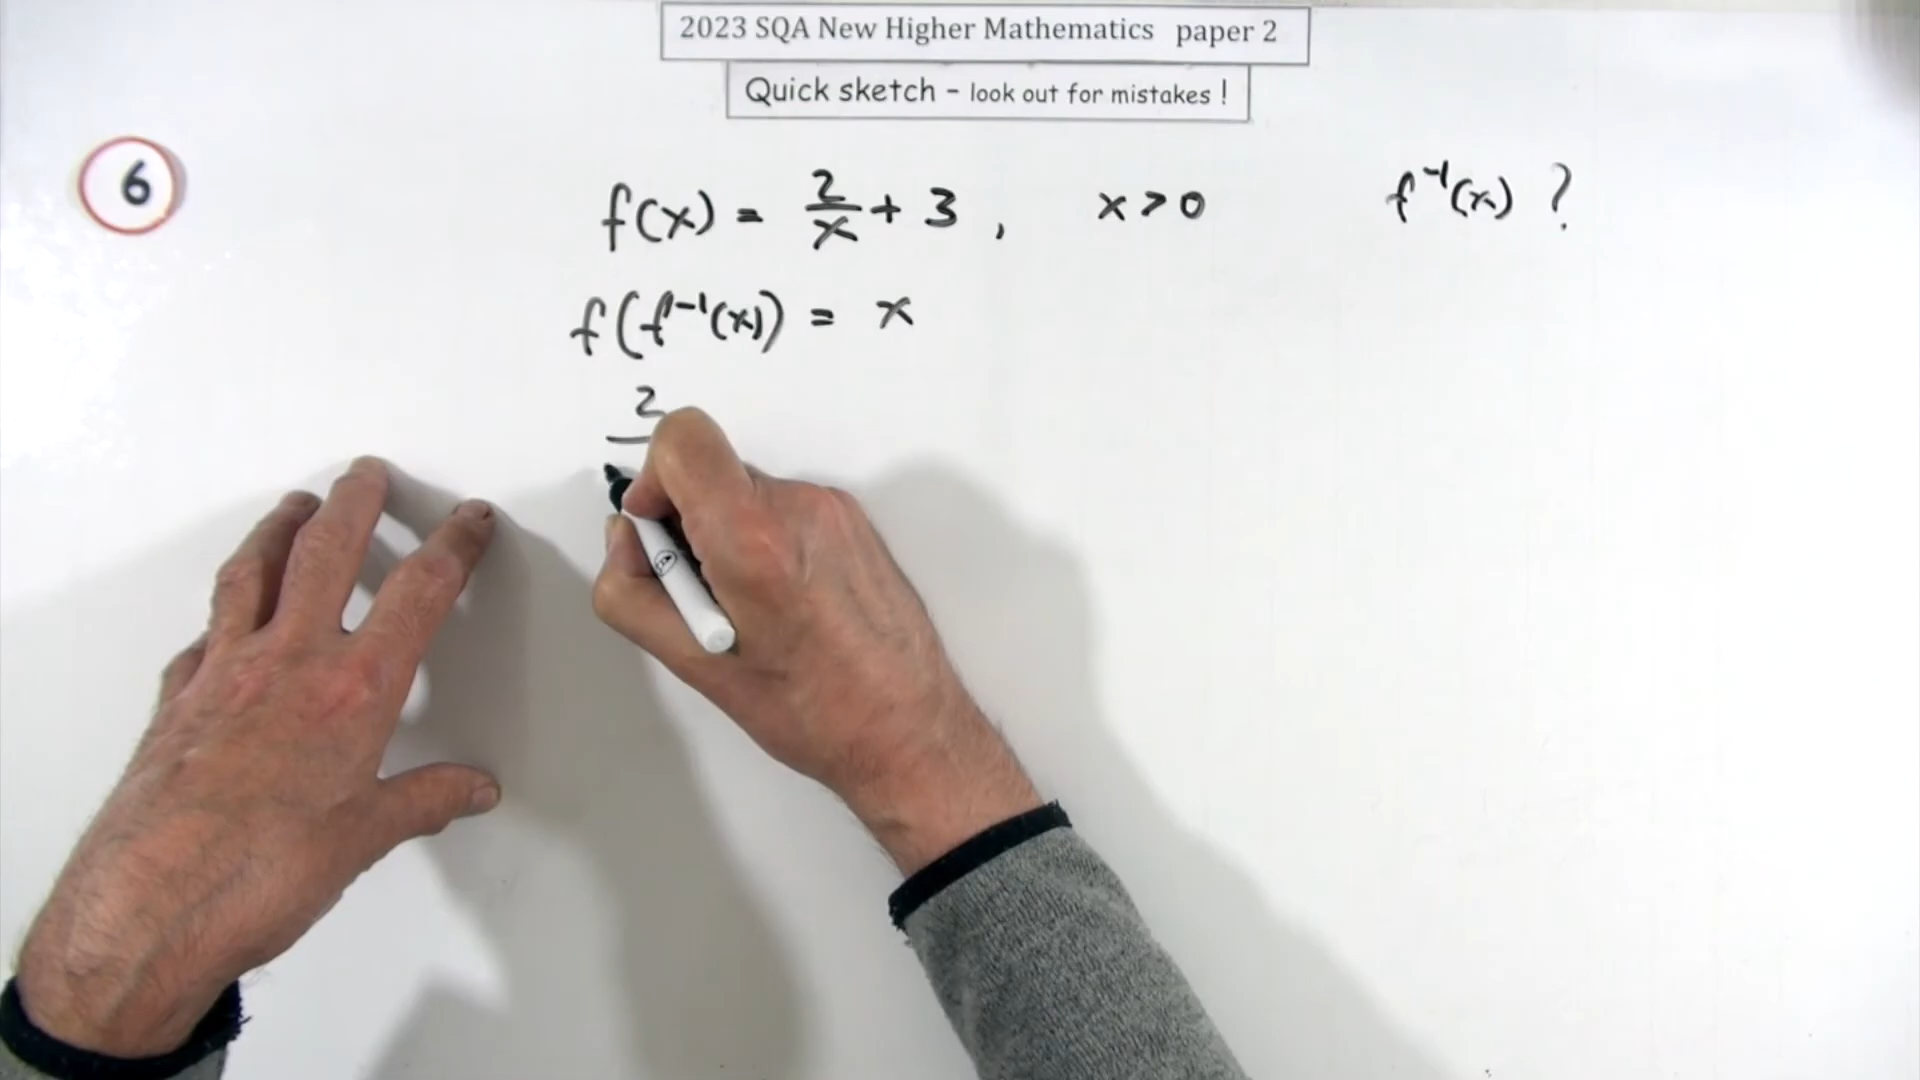 2023 SQA New Higher Mathematics paper 2
Quick sketch - look out for mistakes !
6
f(x) = 2/x + 3 , x > 0 f⁻¹(x) ?
f(f⁻¹(x)) = x
2